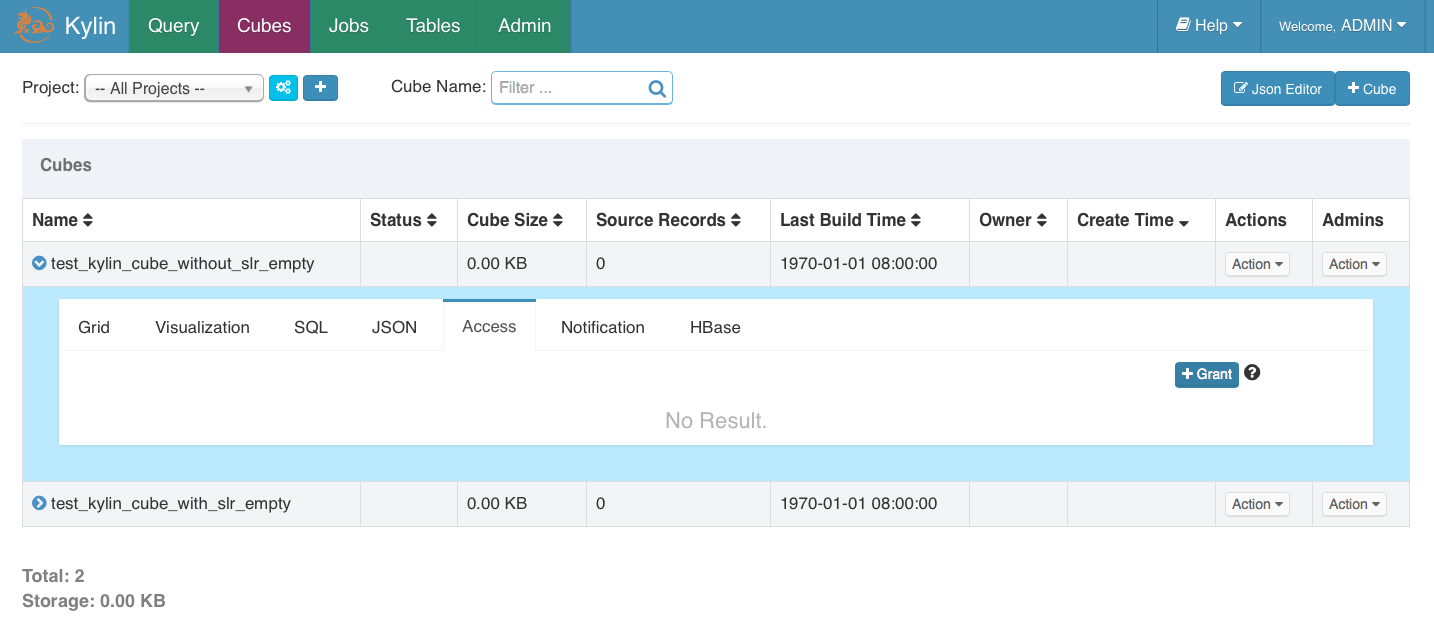 Kylin Query Cubes Jobs Tables Admin Help Welcome, ADMIN
Project: -- All Projects -- Cube Name: Filter ... Json Editor + Cube
Cubes
Name Status Cube Size Source Records Last Build Time Owner Create Time Actions Admins
test_kylin_cube_without_slr_empty 0.00 KB 0 1970-01-01 08:00:00 Action Action
Grid Visualization SQL JSON Access Notification HBase
+ Grant ?
No Result.
test_kylin_cube_with_slr_empty 0.00 KB 0 1970-01-01 08:00:00 Action Action
Total: 2
Storage: 0.00 KB